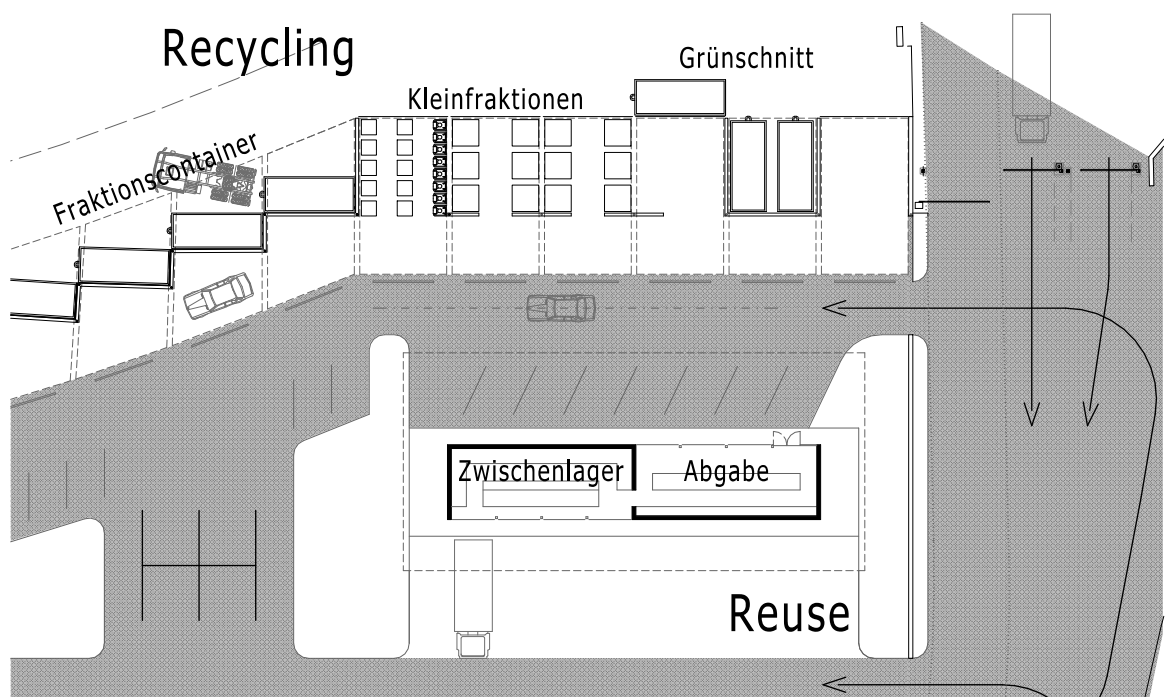 Recycling
Grünschnitt
Kleinfraktionen
Fraktionscontainer
Zwischenlager
Abgabe
Reuse